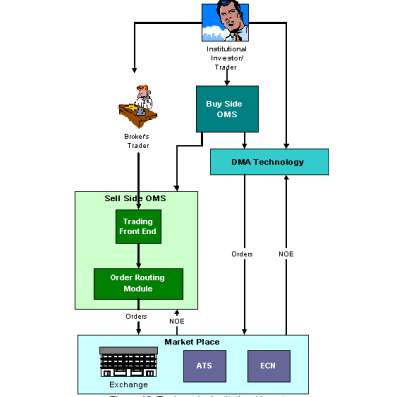 Institutional
Investor/
Trader
Buy Side
OMS
Broker's
Trader
DMA Technology
Sell Side OMS
Trading
Front End
Orders
NOE
Order Routing
Module
Orders
NOE
Market Place
ATS
ECN
Exchange